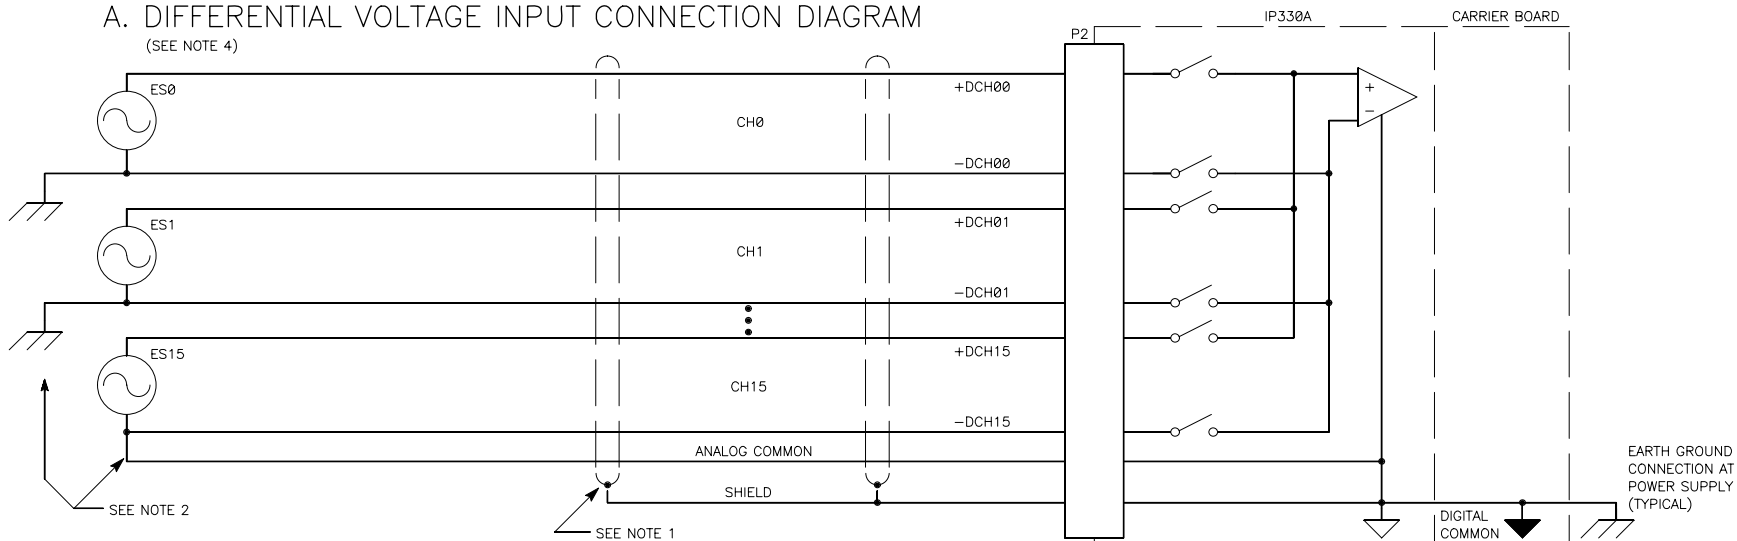 A. DIFFERENTIAL VOLTAGE INPUT CONNECTION DIAGRAM
(SEE NOTE 4)
IP330A
CARRIER BOARD
P2
ES0
+DCH00
+
CH0
-
-DCH00
ES1
+DCH01
CH1
-DCH01
ES15
+DCH15
CH15
-DCH15
ANALOG COMMON
SHIELD
EARTH GROUND
CONNECTION AT
POWER SUPPLY
(TYPICAL)
SEE NOTE 2
SEE NOTE 1
DIGITAL
COMMON